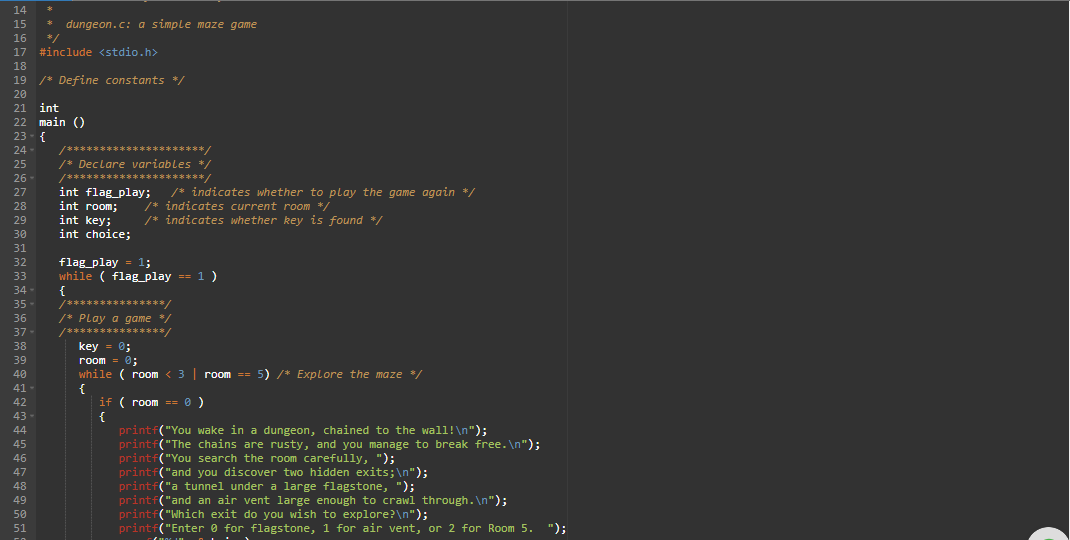 14 *
15 * dungeon.c: a simple maze game
16 */
17 #include <stdio.h>
18
19 /* Define constants */
20
21 int
22 main ()
23 {
24 /*********************/
25 /* Declare variables */
26 /*********************/
27 int flag_play; /* indicates whether to play the game again */
28 int room; /* indicates current room */
29 int key; /* indicates whether key is found */
30 int choice;
31
32 flag_play = 1;
33 while ( flag_play == 1 )
34 {
35 /***************/
36 /* Play a game */
37 /***************/
38 key = 0;
39 room = 0;
40 while ( room < 3 | room == 5) /* Explore the maze */
41 {
42 if ( room == 0 )
43 {
44 printf("You wake in a dungeon, chained to the wall!\n");
45 printf("The chains are rusty, and you manage to break free.\n");
46 printf("You search the room carefully, ");
47 printf("and you discover two hidden exits;\n");
48 printf("a tunnel under a large flagstone, ");
49 printf("and an air vent large enough to crawl through.\n");
50 printf("Which exit do you wish to explore?\n");
51 printf("Enter 0 for flagstone, 1 for air vent, or 2 for Room 5.  ");